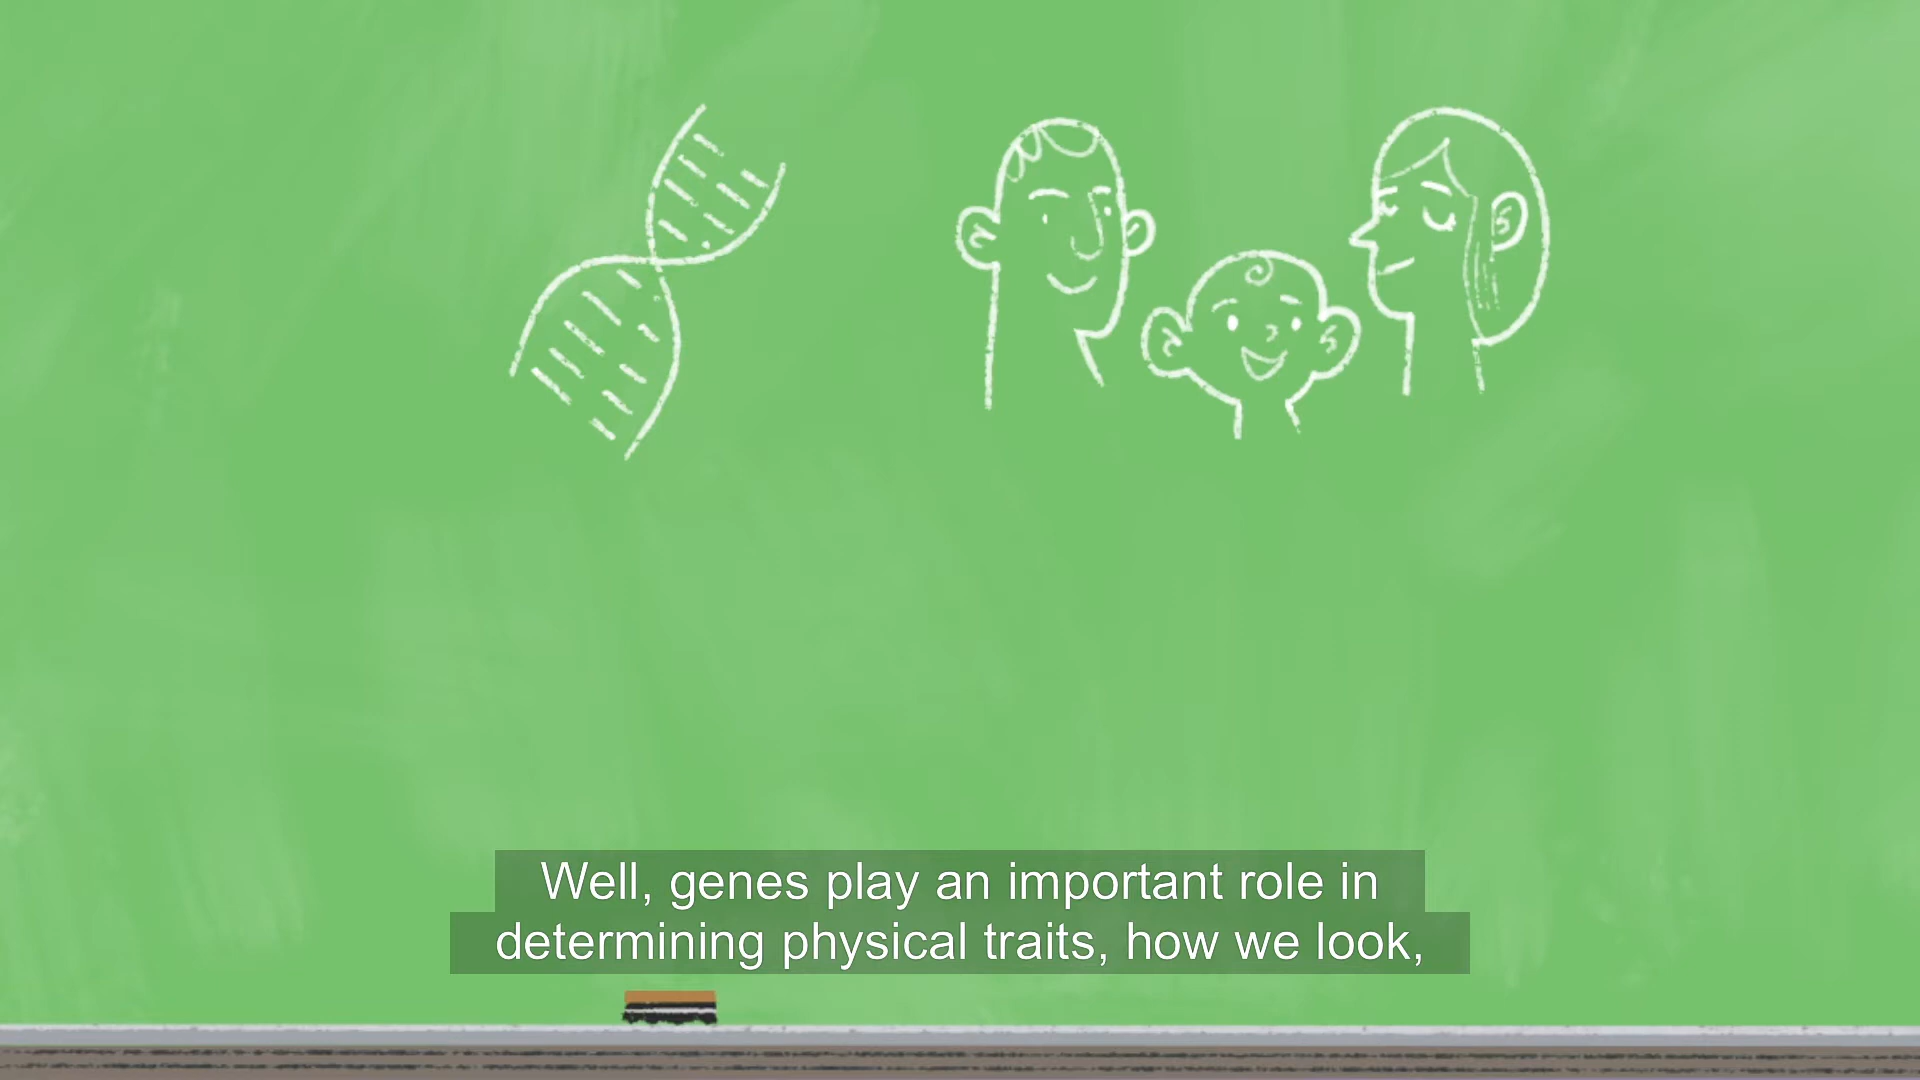 Well, genes play an important role in
determining physical traits, how we look,